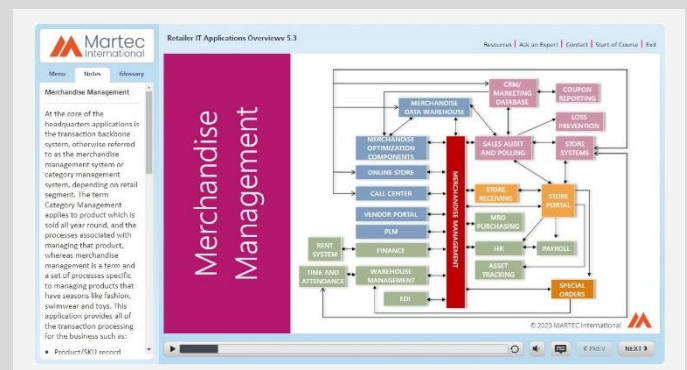 Martec
International
Retailer IT Applications Overviewv 5.3
Resources | Ask an Expert | Contact | Start of Course | Exit
Menu
Notes
Glossary
Merchandise Management
At the core of the
headquarters applications is
the transaction backbone
system, otherwise referred
to as the merchandise
management system or
category management
system, depending on retail
segment. The term
Category Management
applies to product which is
sold all year round, and the
processes associated with
managing that product,
whereas merchandise
management is a term and
a set of processes specific
to managing products that
have seasons like fashion,
swimwear and toys. This
application provides all of
the transaction processing
for the business such as:
• Product/SKU record
Merchandise
Management
CRM/
MARKETING
DATABASE
COUPON
REPORTING
MERCHANDISE
DATA WAREHOUSE
LOSS
PREVENTION
MERCHANDISE
OPTIMIZATION
COMPONENTS
SALES AUDIT
AND POLLING
STORE
SYSTEMS
ONLINE STORE
CALL CENTER
STORE
RECEIVING
STORE
PORTAL
MERCHANDISE MANAGEMENT
VENDOR PORTAL
MRO
PURCHASING
PLM
RENT
SYSTEM
FINANCE
HR
PAYROLL
TIME AND
ATTENDANCE
WAREHOUSE
MANAGEMENT
ASSET
TRACKING
EDI
SPECIAL
ORDERS
© 2023 MARTEC International
PREV
NEXT